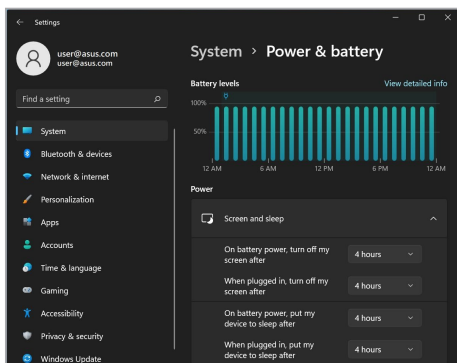 Settings
user@asus.com
user@asus.com
Find a setting
System
Bluetooth & devices
Network & internet
Personalization
Apps
Accounts
Time & language
Gaming
Accessibility
Privacy & security
Windows Update
System > Power & battery
Battery levels
View detailed info
100%
50%
12 AM 6 AM 12 PM 6 PM 12 AM
Power
Screen and sleep
On battery power, turn off my
screen after
4 hours
When plugged in, turn off my
screen after
4 hours
On battery power, put my
device to sleep after
4 hours
When plugged in, put my
device to sleep after
4 hours